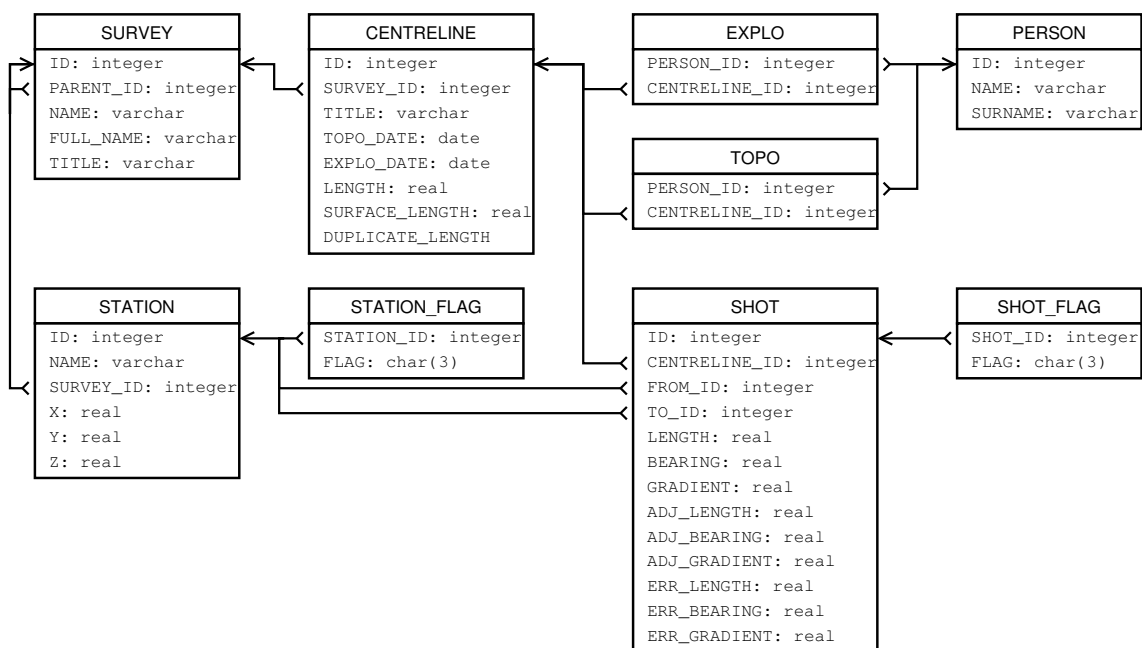 SURVEY
ID: integer
PARENT_ID: integer
NAME: varchar
FULL_NAME: varchar
TITLE: varchar
CENTRELINE
ID: integer
SURVEY_ID: integer
TITLE: varchar
TOPO_DATE: date
EXPLO_DATE: date
LENGTH: real
SURFACE_LENGTH: real
DUPLICATE_LENGTH
EXPLO
PERSON_ID: integer
CENTRELINE_ID: integer
PERSON
ID: integer
NAME: varchar
SURNAME: varchar
TOPO
PERSON_ID: integer
CENTRELINE_ID: integer
STATION
ID: integer
NAME: varchar
SURVEY_ID: integer
X: real
Y: real
Z: real
STATION_FLAG
STATION_ID: integer
FLAG: char(3)
SHOT
ID: integer
CENTRELINE_ID: integer
FROM_ID: integer
TO_ID: integer
LENGTH: real
BEARING: real
GRADIENT: real
ADJ_LENGTH: real
ADJ_BEARING: real
ADJ_GRADIENT: real
ERR_LENGTH: real
ERR_BEARING: real
ERR_GRADIENT: real
SHOT_FLAG
SHOT_ID: integer
FLAG: char(3)